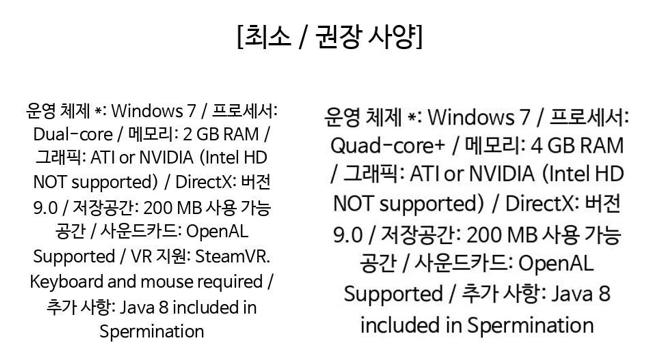 [최소 / 권장 사양]
운영 체제 *: Windows 7 / 프로세서:
Dual-core / 메모리: 2 GB RAM /
그래픽: ATI or NVIDIA (Intel HD
NOT supported) / DirectX: 버전
9.0 / 저장공간: 200 MB 사용 가능
공간 / 사운드카드: OpenAL
Supported / VR 지원: SteamVR.
Keyboard and mouse required /
추가 사항: Java 8 included in
Spermination
운영 체제 *: Windows 7 / 프로세서:
Quad-core+ / 메모리: 4 GB RAM
/ 그래픽: ATI or NVIDIA (Intel HD
NOT supported) / DirectX: 버전
9.0 / 저장공간: 200 MB 사용 가능
공간 / 사운드카드: OpenAL
Supported / 추가 사항: Java 8
included in Spermination